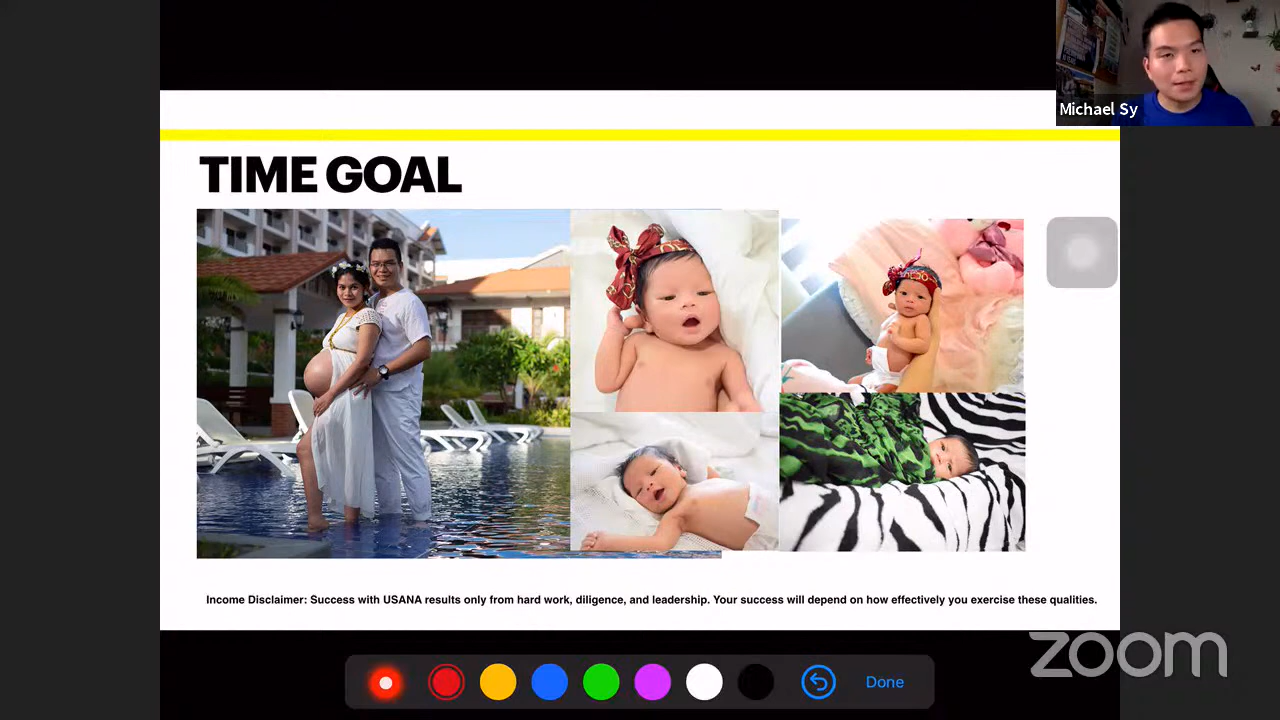 Michael Sy
TIME GOAL
Income Disclaimer: Success with USANA results only from hard work, diligence, and leadership. Your success will depend on how effectively you exercise these qualities.
zoom
Done